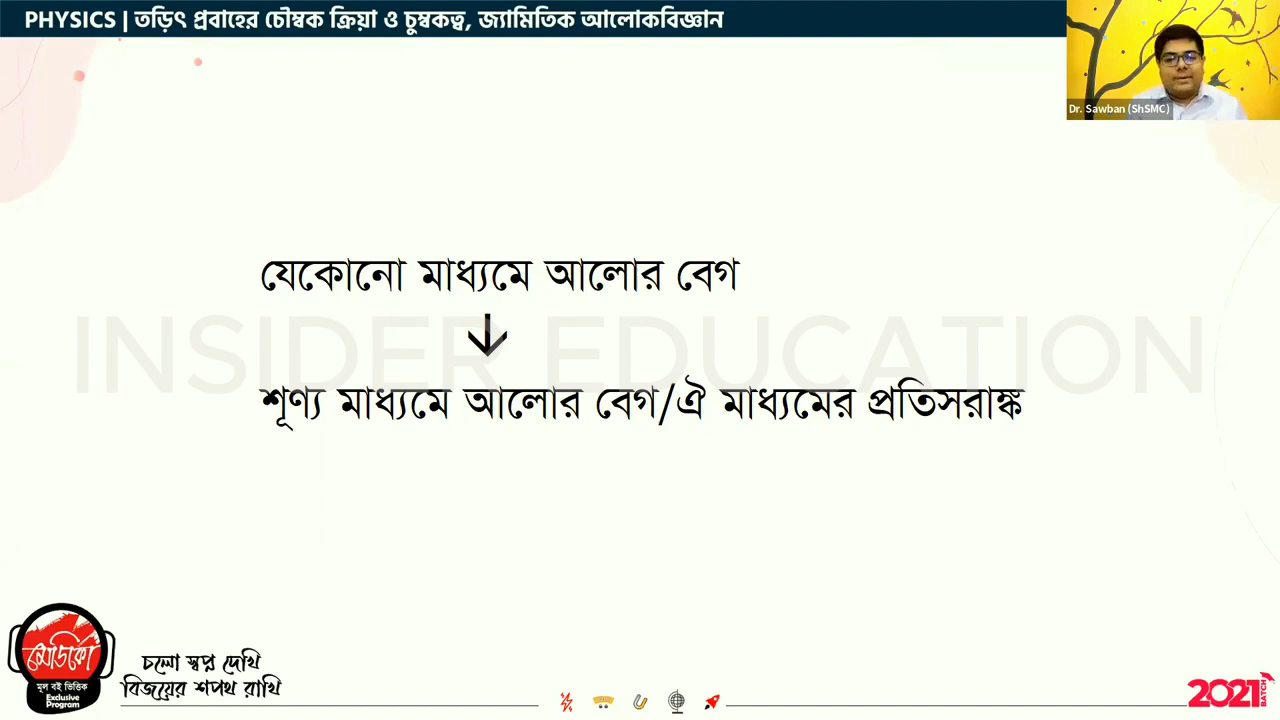 PHYSICS | তড়িৎ প্রবাহের চৌম্বক ক্রিয়া ও চুম্বকত্ব, জ্যামিতিক আলোকবিজ্ঞান
Dr. Sawban (ShSMC)
যেকোনো মাধ্যমে আলোর বেগ
↓
INSIDER EDUCATION
শূণ্য মাধ্যমে আলোর বেগ/ঐ মাধ্যমের প্রতিসরাঙ্ক
মেডিকো
মূল বই ভিত্তিক
Exclusive
Program
চলো স্বপ্ন দেখি
বিজয়ের শপথ রাখি
2021 BATCH